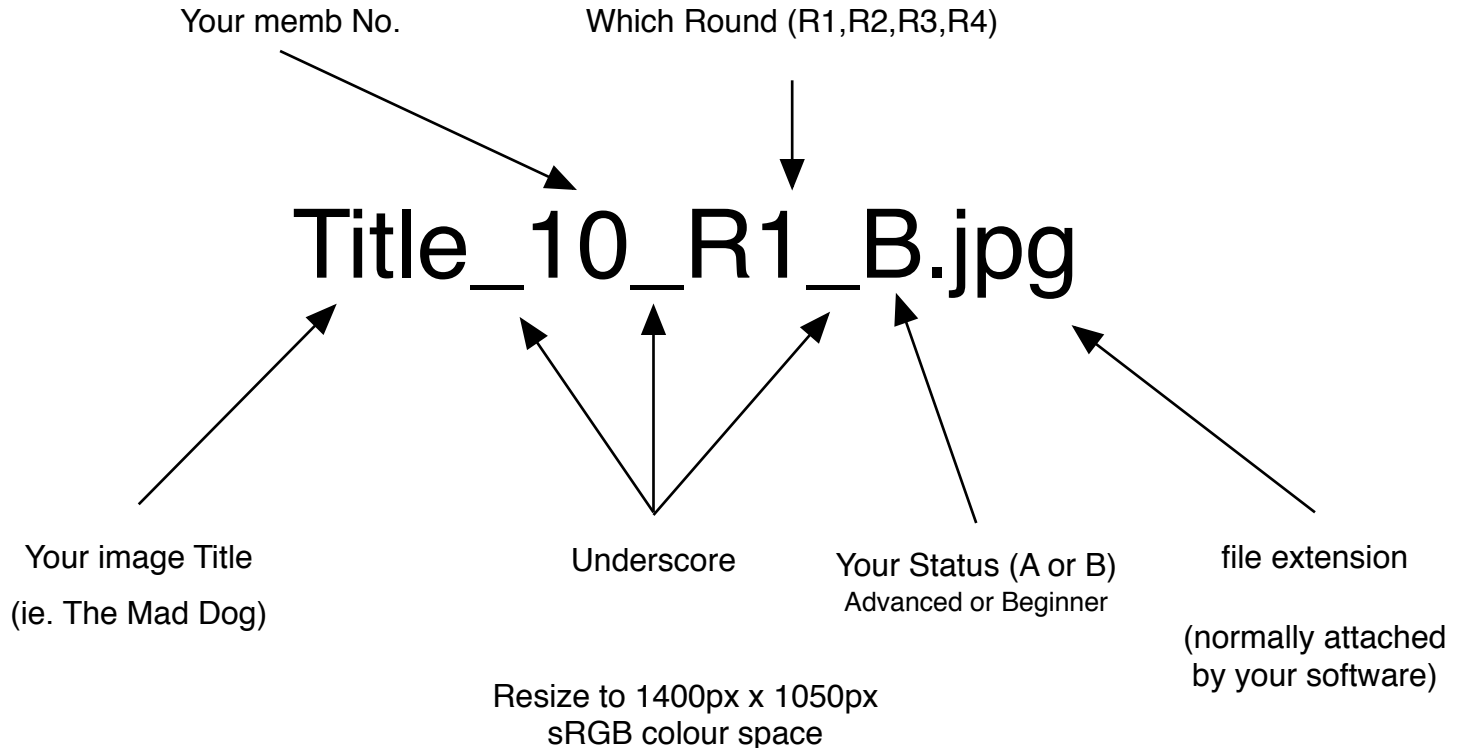 Your memb No.
Which Round (R1,R2,R3,R4)
Title_10_R1_B.jpg
Your image Title
(ie. The Mad Dog)
Underscore
Your Status (A or B)
Advanced or Beginner
file extension
(normally attached
by your software)
Resize to 1400px x 1050px
sRGB colour space